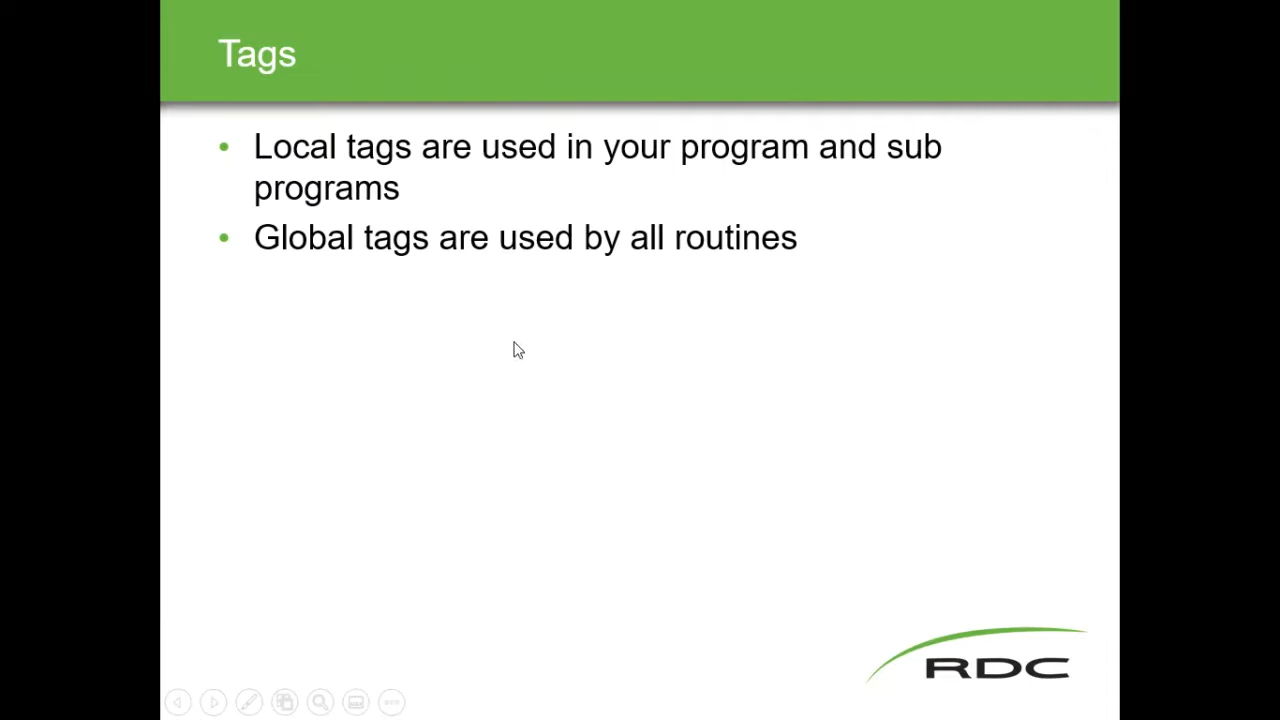 Tags
• Local tags are used in your program and sub
programs
• Global tags are used by all routines
RDC